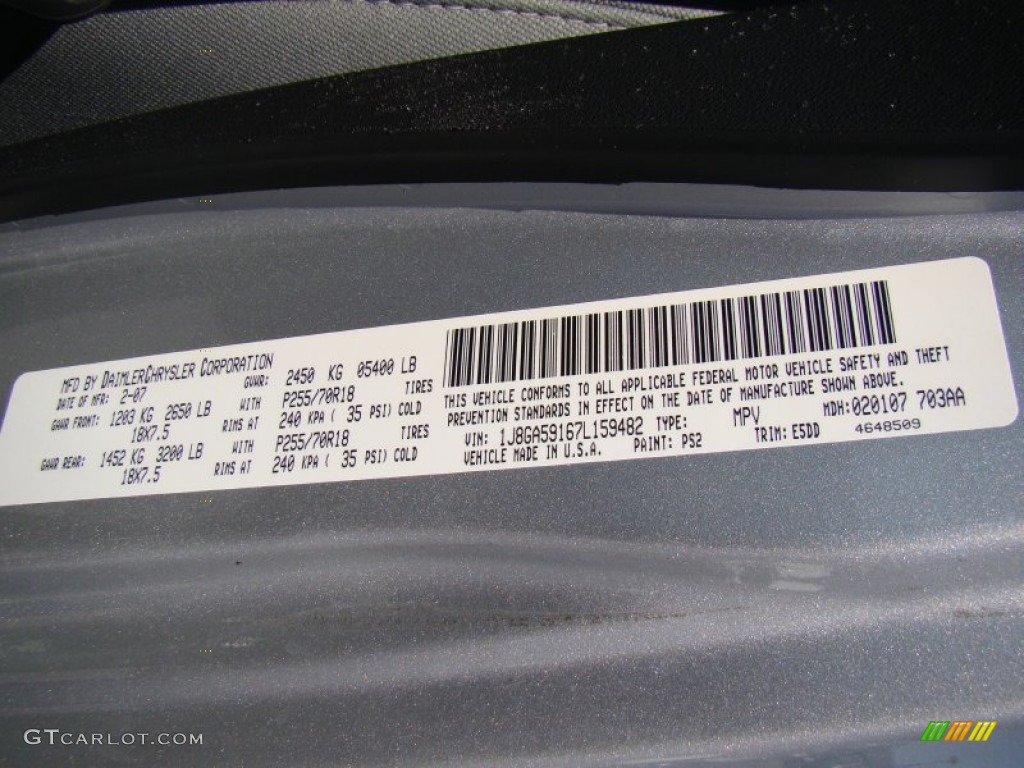 MFD BY DAIMLERCHRYSLER CORPORATION
DATE OF MFR: 2-07 GVWR: 2450 KG 05400 LB
GAWR FRONT: 1203 KG 2650 LB WITH P255/70R18 TIRES
18X7.5 RIMS AT 240 KPA ( 35 PSI) COLD
GAWR REAR: 1452 KG 3200 LB WITH P255/70R18 TIRES
18X7.5 RIMS AT 240 KPA ( 35 PSI) COLD
THIS VEHICLE CONFORMS TO ALL APPLICABLE FEDERAL MOTOR VEHICLE SAFETY AND THEFT
PREVENTION STANDARDS IN EFFECT ON THE DATE OF MANUFACTURE SHOWN ABOVE.
VIN: 1J8GA59167L159482 TYPE: MPV MDH:020107 703AA
VEHICLE MADE IN U.S.A. PAINT: PS2 TRIM: E5DD 4648509
GTCARLOT.COM